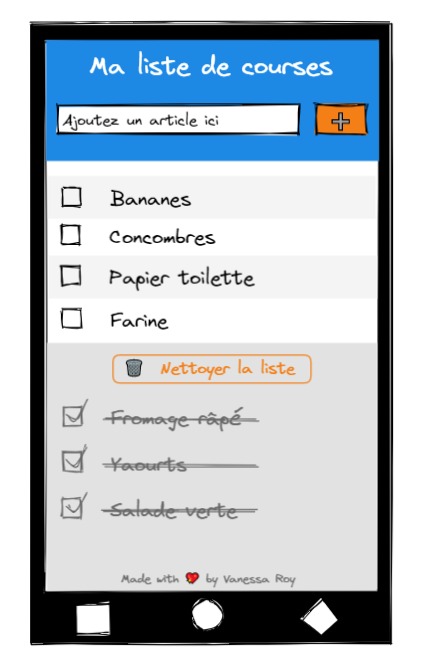 Ma liste de courses
Ajoutez un article ici
Bananes
Concombres
Papier toilette
Farine
Nettoyer la liste
Fromage râpé
Yaourts
Salade verte
Made with ❤ by Vanessa Roy